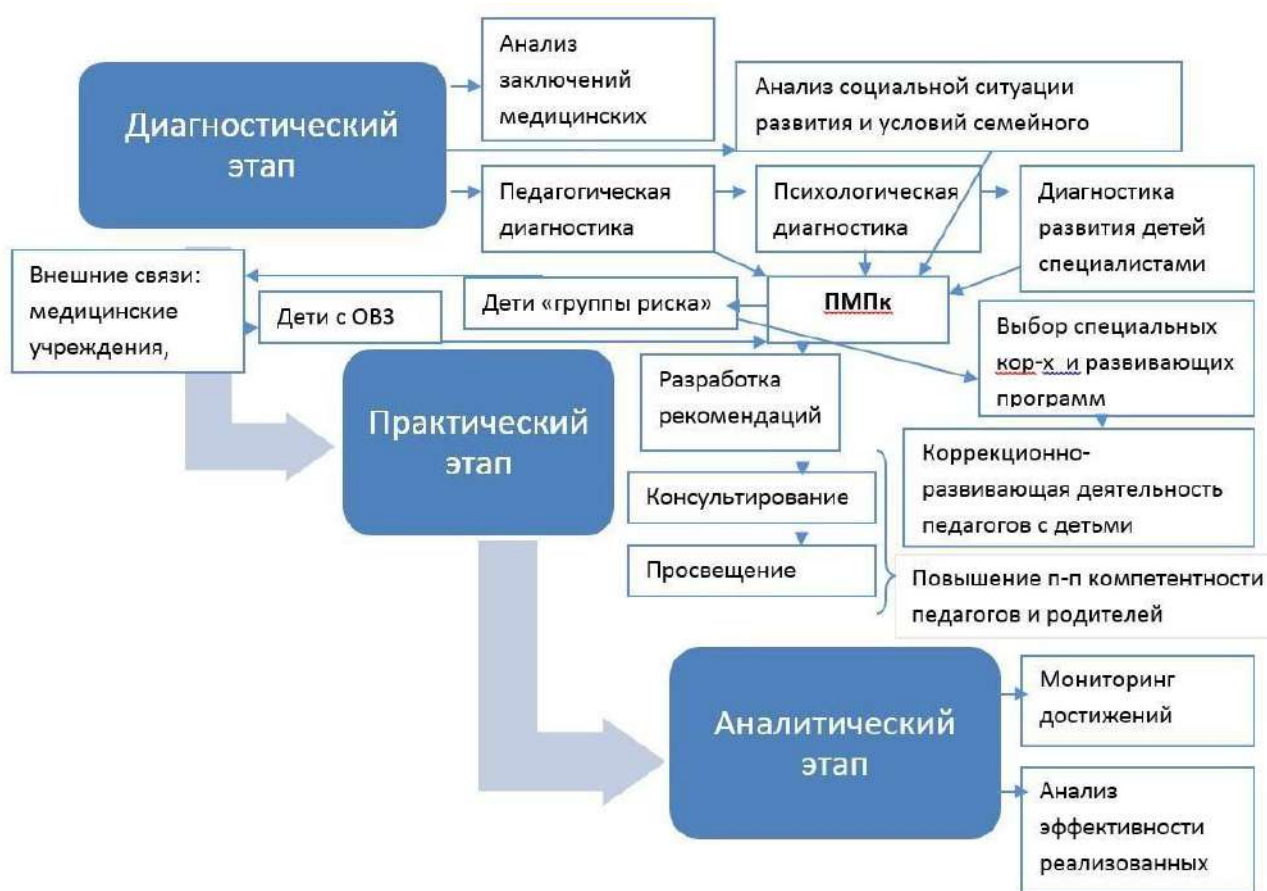 Анализ
заключений
медицинских
Анализ социальной ситуации
развития и условий семейного
Диагностический
этап
Педагогическая
диагностика
Психологическая
диагностика
Диагностика
развития детей
специалистами
Внешние связи:
медицинские
учреждения,
Дети с ОВЗ
Дети «группы риска»
ПМПк
Выбор специальных
кор-х и развивающих
программ
Разработка
рекомендаций
Практический
этап
Коррекционно-
развивающая деятельность
педагогов с детьми
Консультирование
Просвещение
Повышение п-п компетентности
педагогов и родителей
Аналитический
этап
Мониторинг
достижений
Анализ
эффективности
реализованных